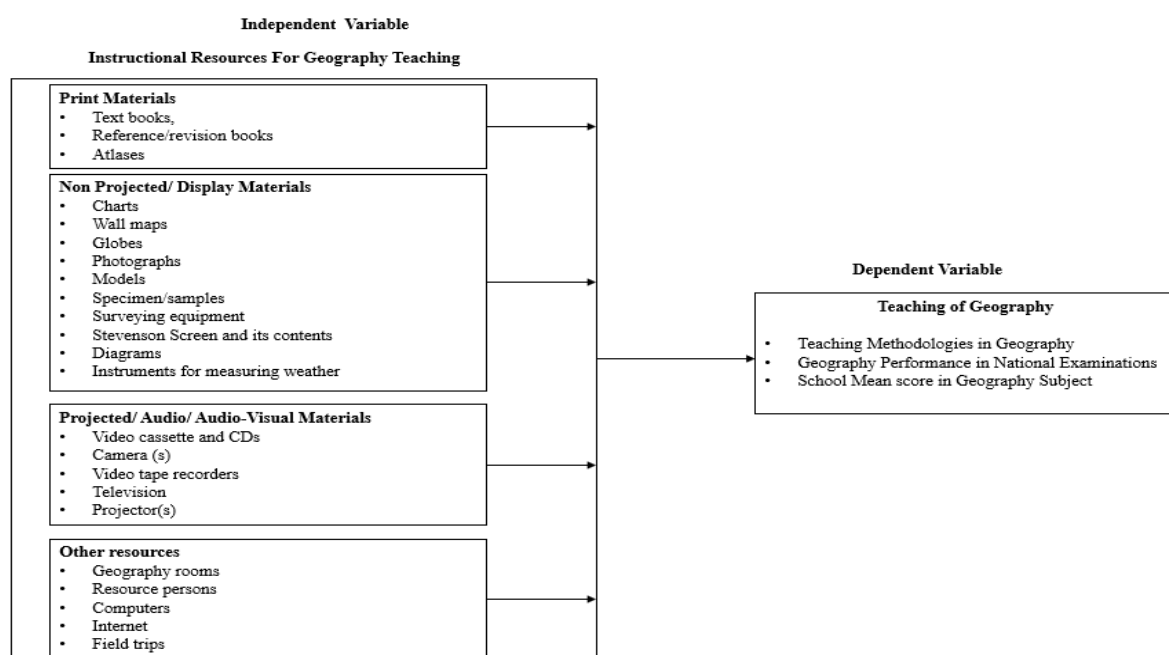 Independent Variable
Instructional Resources For Geography Teaching
Print Materials
• Text books,
• Reference/revision books
• Atlases
Non Projected/ Display Materials
• Charts
• Wall maps
• Globes
• Photographs
• Models
• Specimen/samples
• Surveying equipment
• Stevenson Screen and its contents
• Diagrams
• Instruments for measuring weather
Projected/ Audio/ Audio-Visual Materials
• Video cassette and CDs
• Camera (s)
• Video tape recorders
• Television
• Projector(s)
Other resources
• Geography rooms
• Resource persons
• Computers
• Internet
• Field trips
Dependent Variable
Teaching of Geography
• Teaching Methodologies in Geography
• Geography Performance in National Examinations
• School Mean score in Geography Subject